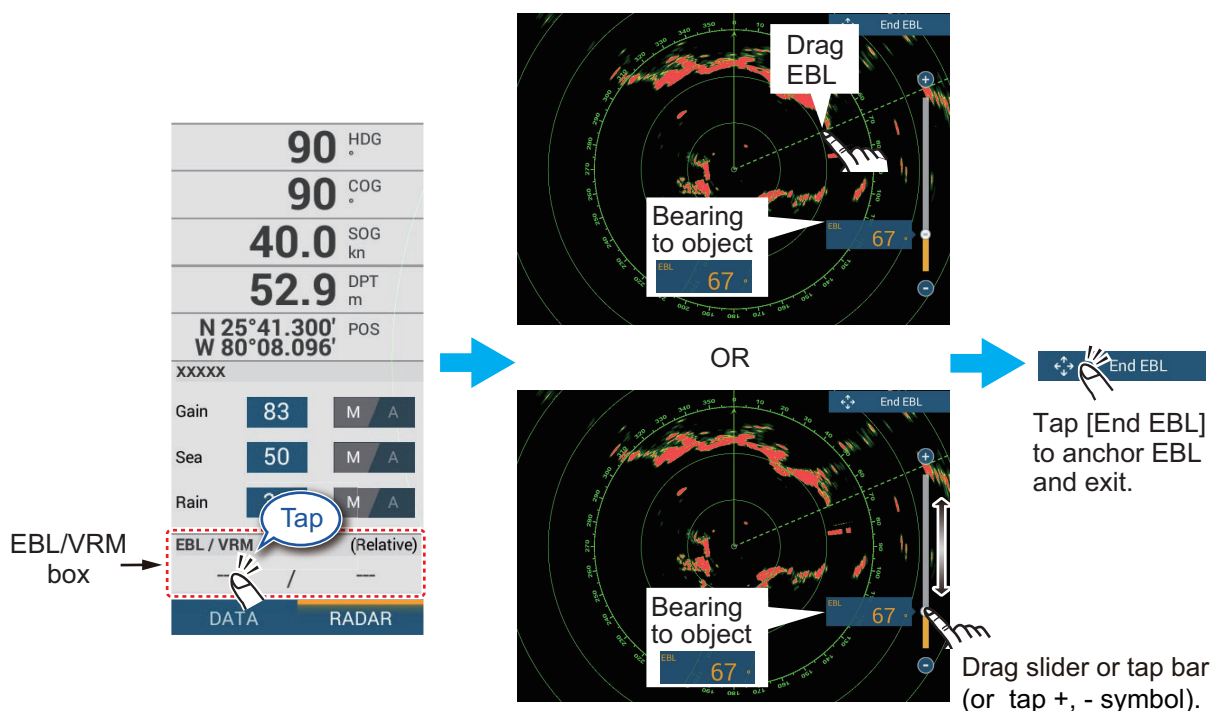 90 HDG °
90 COG °
40.0 SOG kn
52.9 DPT m
N 25°41.300' POS
W 80°08.096'
XXXXX
Gain 83 M A
Sea 50 M A
Rain M A
Tap
EBL / VRM (Relative)
-- / ---
DATA RADAR
EBL/VRM
box
End EBL
Drag
EBL
Bearing
to object
EBL
67 °
EBL
67 °
+
-
OR
End EBL
Bearing
to object
EBL
67 °
EBL
67 °
+
-
Drag slider or tap bar
(or tap +, - symbol).
End EBL
Tap [End EBL]
to anchor EBL
and exit.